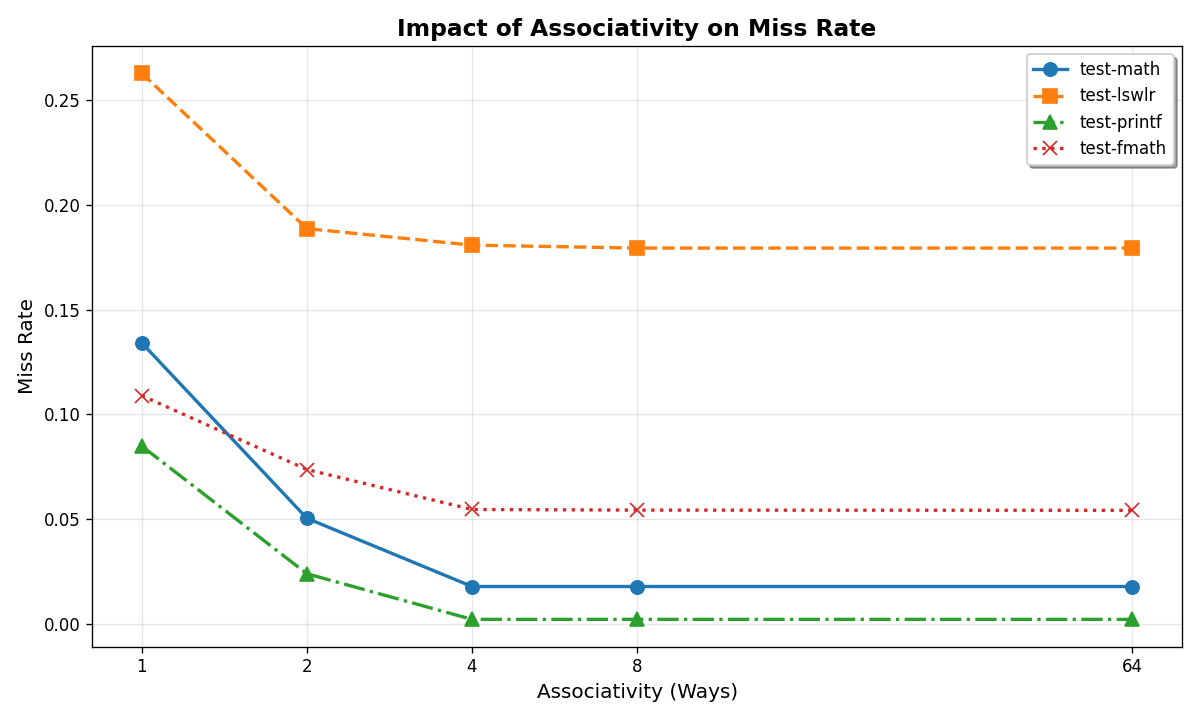 Impact of Associativity on Miss Rate
test-math
test-lswlr
test-printf
test-fmath
Miss Rate
0.25
0.20
0.15
0.10
0.05
0.00
1 2 4 8 64
Associativity (Ways)